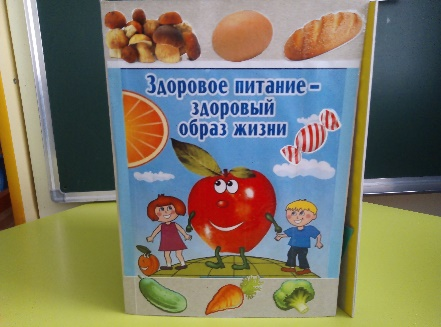 Здоровое питание –
здоровый
образ жизни